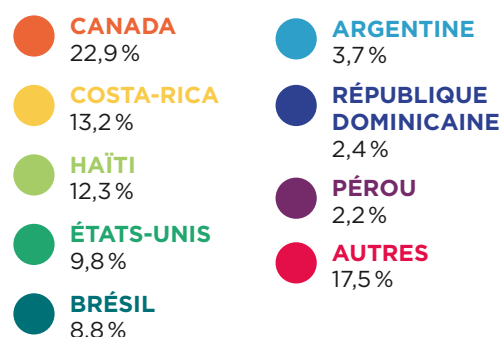 CANADA
22,9 %
COSTA-RICA
13,2 %
HAÏTI
12,3 %
ÉTATS-UNIS
9,8 %
BRÉSIL
8,8 %
ARGENTINE
3,7 %
RÉPUBLIQUE
DOMINICAINE
2,4 %
PÉROU
2,2 %
AUTRES
17,5 %